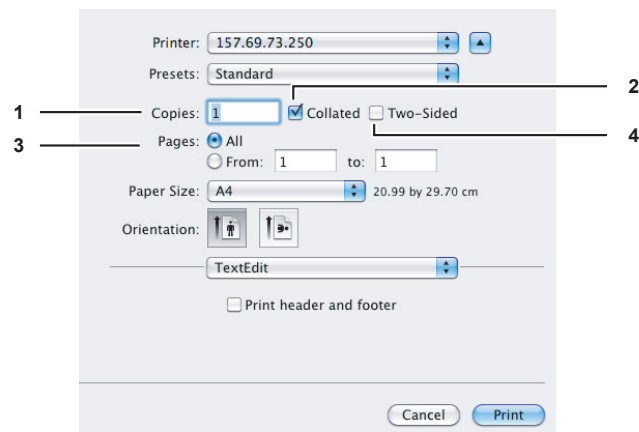 Printer: 157.69.73.250
Presets: Standard
2
1 Copies: 1 Collated Two-Sided
4
3 Pages: All
From: 1 to: 1
Paper Size: A4 20.99 by 29.70 cm
Orientation:
TextEdit
Print header and footer
Cancel Print